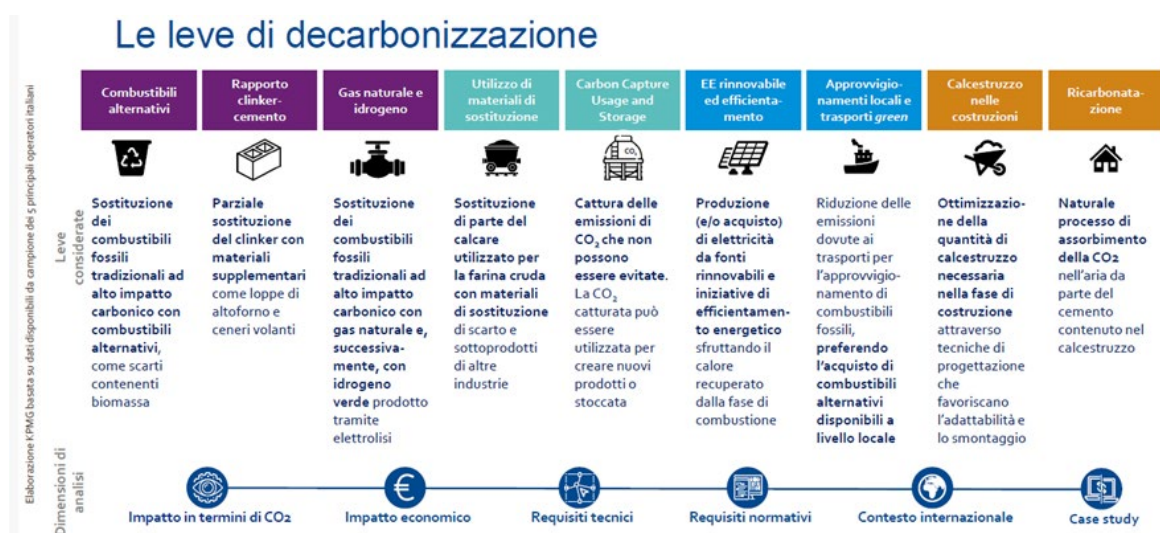 Le leve di decarbonizzazione
Elaborazione KPMG basata su dati disponibili da campione dei 5 principali operatori italiani
Combustibili
alternativi
Rapporto
clinker-
cemento
Gas naturale e
idrogeno
Utilizzo di
materiali di
sostituzione
Carbon Capture
Usage and
Storage
EE rinnovabile
ed efficienta-
mento
Approvvigio-
namenti locali e
trasporti green
Calcestruzzo
nelle
costruzioni
Ricarbonata-
zione
CO₂
Leve
considerate
Sostituzione
dei
combustibili
fossili
tradizionali ad
alto impatto
carbonico con
combustibili
alternativi,
come scarti
contenenti
biomassa
Parziale
sostituzione
del clinker con
materiali
supplementari
come loppe di
altoforno e
ceneri volanti
Sostituzione
dei
combustibili
fossili
tradizionali ad
alto impatto
carbonico con
gas naturale e,
successiva-
mente, con
idrogeno
verde prodotto
tramite
elettrolisi
Sostituzione
di parte del
calcare
utilizzato per
la farina cruda
con materiali
di sostituzione
di scarto e
sottoprodotti
di altre
industrie
Cattura delle
emissioni di
CO₂ che non
possono
essere evitate.
La CO₂
catturata può
essere
utilizzata per
creare nuovi
prodotti o
stoccata
Produzione
(e/o acquisto)
di elettricità
da fonti
rinnovabili e
iniziative di
efficientamen-
to energetico
sfruttando il
calore
recuperato
dalla fase di
combustione
Riduzione delle
emissioni
dovute ai
trasporti per
l'approvvigio-
namento di
combustibili
fossili,
preferendo
l'acquisto di
combustibili
alternativi
disponibili a
livello locale
Ottimizzazio-
ne della
quantità di
calcestruzzo
necessaria
nella fase di
costruzione
attraverso
tecniche di
progettazione
che
favoriscano
l'adattabilità e
lo smontaggio
Naturale
processo di
assorbimento
della CO2
nell'aria da
parte del
cemento
contenuto nel
calcestruzzo
Dimensioni di
analisi
€
$
Impatto in termini di CO2
Impatto economico
Requisiti tecnici
Requisiti normativi
Contesto internazionale
Case study